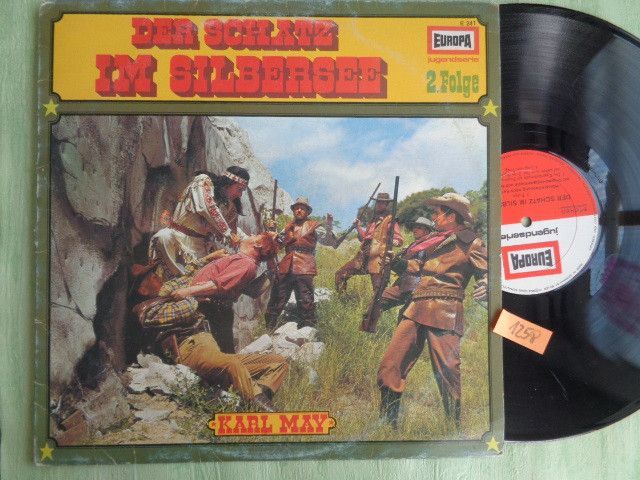 DER SCHATZ
IM SILBERSEE
E 241
EUROPA
jugendserie
2. Folge
KARL MAY
DER SCHATZ IM SILB
jugendserie
EUROPA
1258